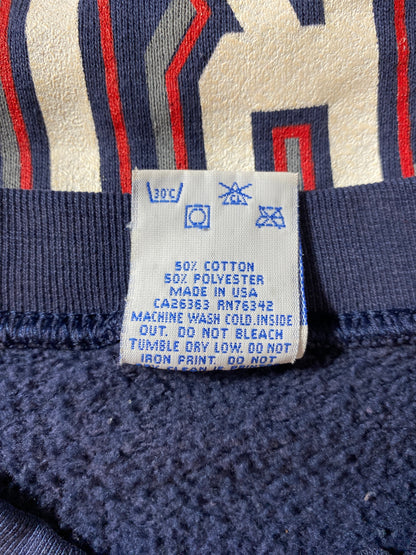 30°C
CL
50% COTTON
50% POLYESTER
MADE IN USA
CA26363 RN76342
MACHINE WASH COLD.INSIDE
OUT. DO NOT BLEACH
TUMBLE DRY LOW. DO NOT
IRON PRINT. DO NOT